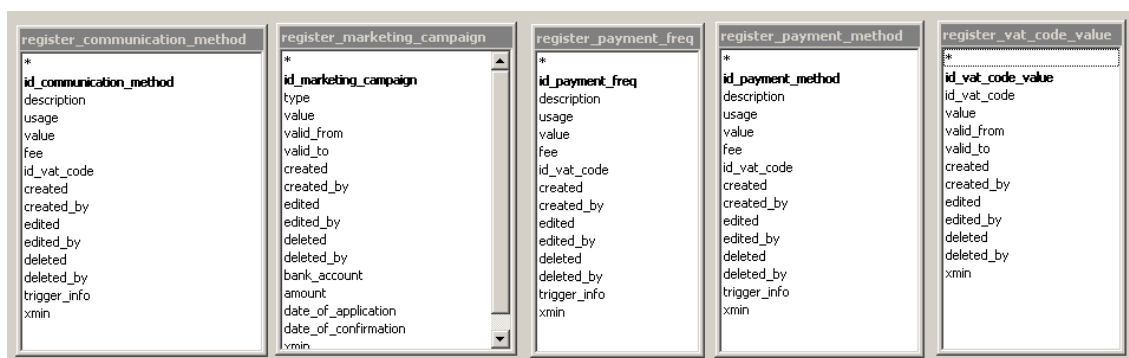 register_communication_method
*
id_communication_method
description
usage
value
fee
id_vat_code
created
created_by
edited
edited_by
deleted
deleted_by
trigger_info
xmin
register_marketing_campaign
*
id_marketing_campaign
type
value
valid_from
valid_to
created
created_by
edited
edited_by
deleted
deleted_by
bank_account
amount
date_of_application
date_of_confirmation
xmin
register_payment_freq
*
id_payment_freq
description
usage
value
fee
id_vat_code
created
created_by
edited
edited_by
deleted
deleted_by
trigger_info
xmin
register_payment_method
*
id_payment_method
description
usage
value
fee
id_vat_code
created
created_by
edited
edited_by
deleted
deleted_by
trigger_info
xmin
register_vat_code_value
*
id_vat_code_value
id_vat_code
value
valid_from
valid_to
created
created_by
edited
edited_by
deleted
deleted_by
xmin